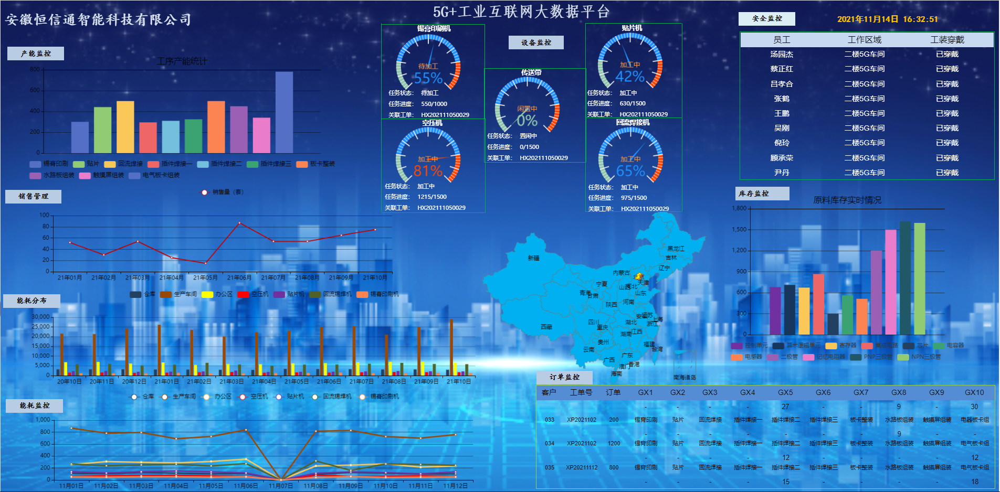 安徽恒信通智能科技有限公司
5G+工业互联网大数据平台
2021年11月14日 16:32:51
产能监控
工序产能统计
800
600
400
200
0
锡膏印刷 贴片 回流焊接 插件焊接一 插件焊接二 插件焊接三 板卡整装
水路板组装 触摸屏组装 电气板卡组装
销售管理
销售量（套）
100
80
60
40
20
0
21年01月 21年02月 21年03月 21年04月 21年05月 21年06月 21年07月 21年08月 21年09月 21年10月
能耗分布
仓库 生产车间 办公区 空压机 贴片机 回流锡焊机 锡膏印刷机
30,000
25,000
20,000
15,000
10,000
5,000
0
20年10日 20年11日 20年12日 21年01日 21年02日 21年03日 21年04日 21年05日 21年06日 21年07日 21年08日 21年09日 21年10日
能耗监控
仓库 生产车间 办公区 空压机 贴片机 回流锡焊机 锡膏印刷机
1,000
800
600
400
200
0
11月01日 11月02日 11月03日 11月04日 11月05日 11月06日 11月07日 11月08日 11月09日 11月10日 11月11日 11月12日
设备监控
锡膏印刷机
待加工
55%
任务状态： 待加工
任务进度： 550/1000
关联工单： HX202111050029
空压机
加工中
81%
任务状态： 加工中
任务进度： 1215/1500
关联工单： HX202111050029
传送带
闲置中
0%
任务状态： 置闲中
任务进度： 0/1500
关联工单： HX202111050029
贴片机
加工中
42%
任务状态： 加工中
任务进度： 630/1500
关联工单： HX202111050029
回流焊接机
加工中
65%
任务状态： 加工中
任务进度： 975/1500
关联工单： HX202111050029
黑龙江
吉林
辽宁
新疆
内蒙古
北京
天津
宁夏
山西
河北
青海
甘肃
山东
陕西
河南
安徽
江苏
上海
西藏
四川
重庆
湖北
浙江
湖南
江西
贵州
云南
福建
台湾
广东
广西
澳门
香港
海南
南海诸岛
安全监控
员工 工作区域 工装穿戴
汤园杰 二楼5G车间 已穿戴
蔡正红 二楼5G车间 已穿戴
吕孝合 二楼5G车间 已穿戴
张鹤 二楼5G车间 已穿戴
王鹏 二楼5G车间 已穿戴
吴刚 二楼5G车间 已穿戴
倪玲 二楼5G车间 已穿戴
顾承荣 二楼5G车间 已穿戴
尹丹 二楼5G车间 已穿戴
库存监控
原料库存实时情况
1,800
1,500
1,200
900
600
300
0
控制单元 算术逻辑单元 寄存器 集成电路 芯片 电容器
电感器 二极管 记忆电阻器 PNP三极管 NPN三极管
订单监控
客户 工单号 订单 GX1 GX2 GX3 GX4 GX5 GX6 GX7 GX8 GX9 GX10
- - - - 27 - - 9 - 30
033 XP2021102 200 锡膏印刷 贴片 回流焊接 插件焊接一 插件焊接二 插件焊接三 板卡整装 水路板组装 触摸屏组装 电器板卡组
- - - - - - - 9 - -
034 XP2021102 1200 锡膏印刷 贴片 回流焊接 插件焊接一 插件焊接二 插件焊接三 板卡整装 水路板组装 触摸屏组装 电气板卡组
- - - - 12 - - - - 12
035 XP20211112 800 锡膏印刷 贴片 回流焊接 插件焊接一 插件焊接二 插件焊接三 板卡整装 水路板组装 触摸屏组装 电气板卡组
- - - - 15 - - - - 18